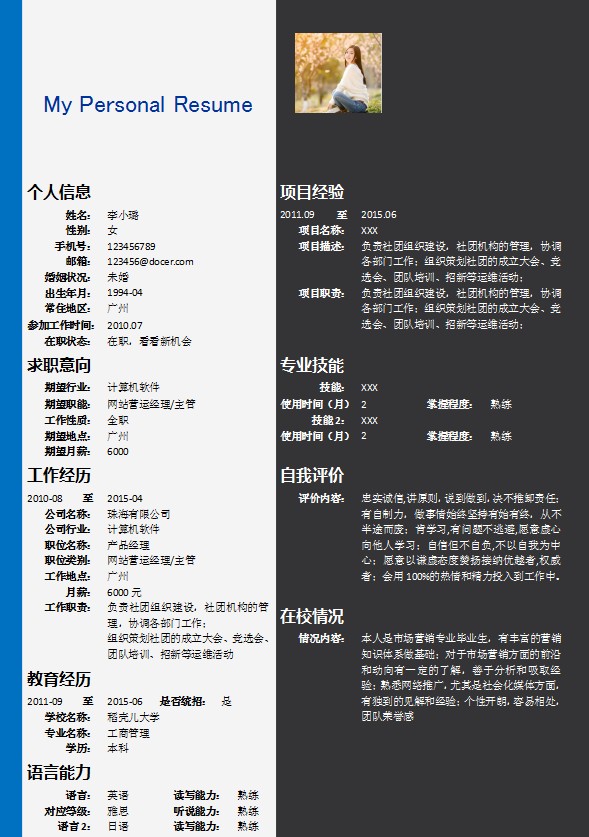 My Personal Resume
个人信息
姓名： 李小璐
性别： 女
手机号： 123456789
邮箱： 123456@docer.com
婚姻状况： 未婚
出生年月： 1994-04
常住地区： 广州
参加工作时间： 2010.07
在职状态： 在职，看看新机会
求职意向
期望行业： 计算机软件
期望职能： 网站营运经理/主管
工作性质： 全职
期望地点： 广州
期望月薪： 6000
工作经历
2010-08 至 2015-04
公司名称： 珠海有限公司
公司行业： 计算机软件
职位名称： 产品经理
职位类别： 网站营运经理/主管
工作地点： 广州
月薪： 6000 元
工作职责： 负责社团组织建设，社团机构的管
理，协调各部门工作；
组织策划社团的成立大会、竞选会、
团队培训、招新等运维活动
教育经历
2011-09 至 2015-06 是否统招： 是
学校名称： 稻壳儿大学
专业名称： 工商管理
学历： 本科
语言能力
语言： 英语 读写能力： 熟练
对应等级： 雅思 听说能力： 熟练
语言 2： 日语 读写能力： 熟练
项目经验
2011.09 至 2015.06
项目名称： XXX
项目描述： 负责社团组织建设，社团机构的管理，协调
各部门工作；组织策划社团的成立大会、竞
选会、团队培训、招新等运维活动；
项目职责： 负责社团组织建设，社团机构的管理，协调
各部门工作；组织策划社团的成立大会、竞
选会、团队培训、招新等运维活动；
专业技能
技能： XXX
使用时间（月） 2 掌握程度： 熟练
技能 2： XXX
使用时间（月） 2 掌握程度： 熟练
自我评价
评价内容： 忠实诚信,讲原则，说到做到，决不推卸责任；
有自制力，做事情始终坚持有始有终，从不
半途而废；肯学习,有问题不逃避,愿意虚心
向他人学习；自信但不自负,不以自我为中
心；愿意以谦虚态度赞扬接纳优越者,权威
者；会用 100%的热情和精力投入到工作中。
在校情况
情况内容： 本人是市场营销专业毕业生，有丰富的营销
知识体系做基础；对于市场营销方面的前沿
和动向有一定的了解，善于分析和吸取经
验；熟悉网络推广，尤其是社会化媒体方面，
有独到的见解和经验；个性开朗，容易相处，
团队荣誉感